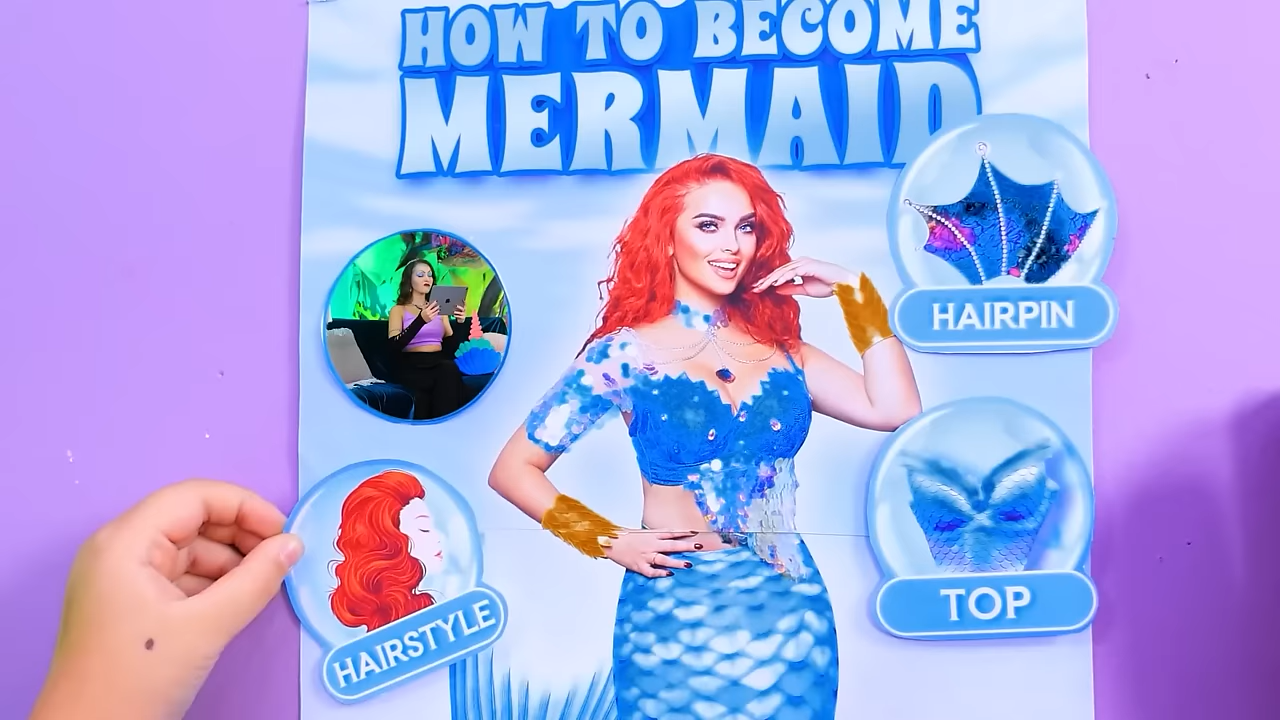 HOW TO BECOME
MERMAID
HAIRPIN
TOP
HAIRSTYLE